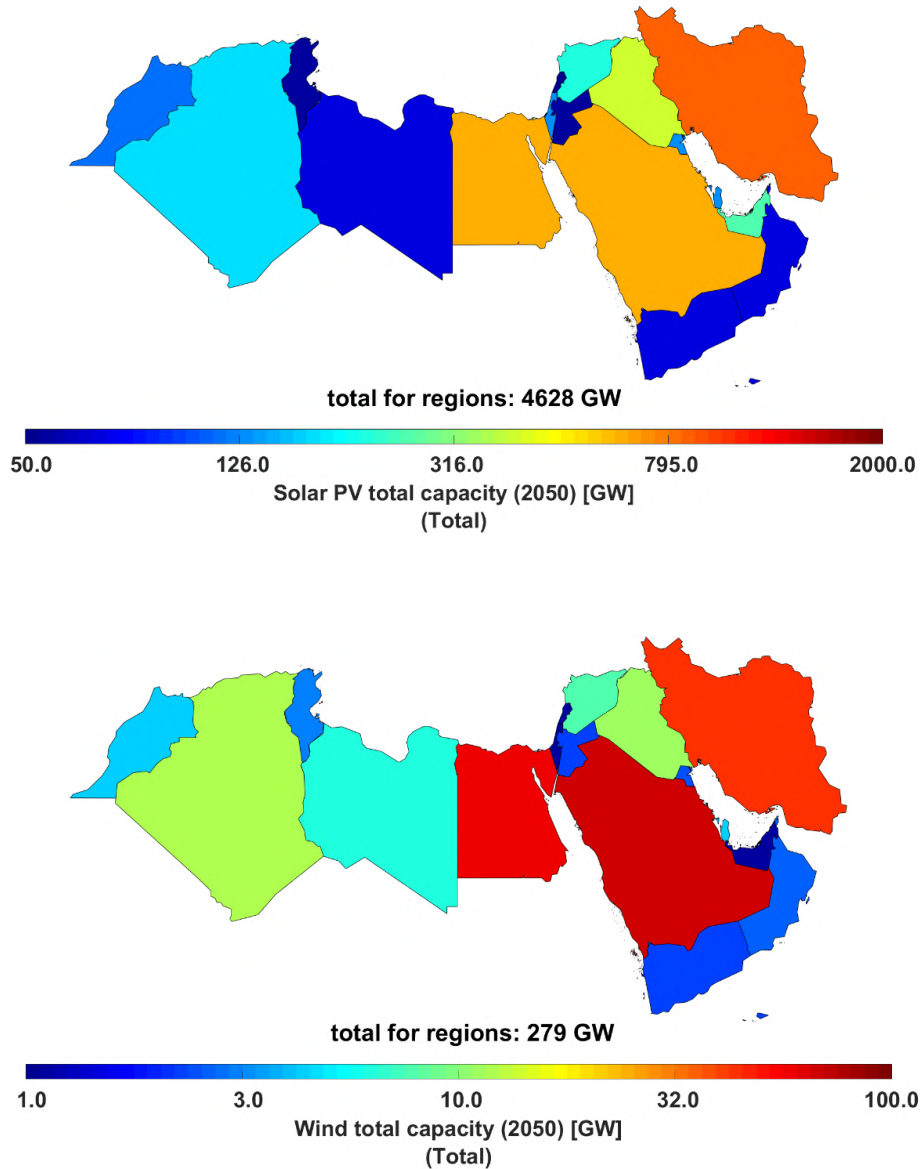 total for regions: 4628 GW
50.0 126.0 316.0 795.0 2000.0
Solar PV total capacity (2050) [GW]
(Total)
total for regions: 279 GW
1.0 3.0 10.0 32.0 100.0
Wind total capacity (2050) [GW]
(Total)